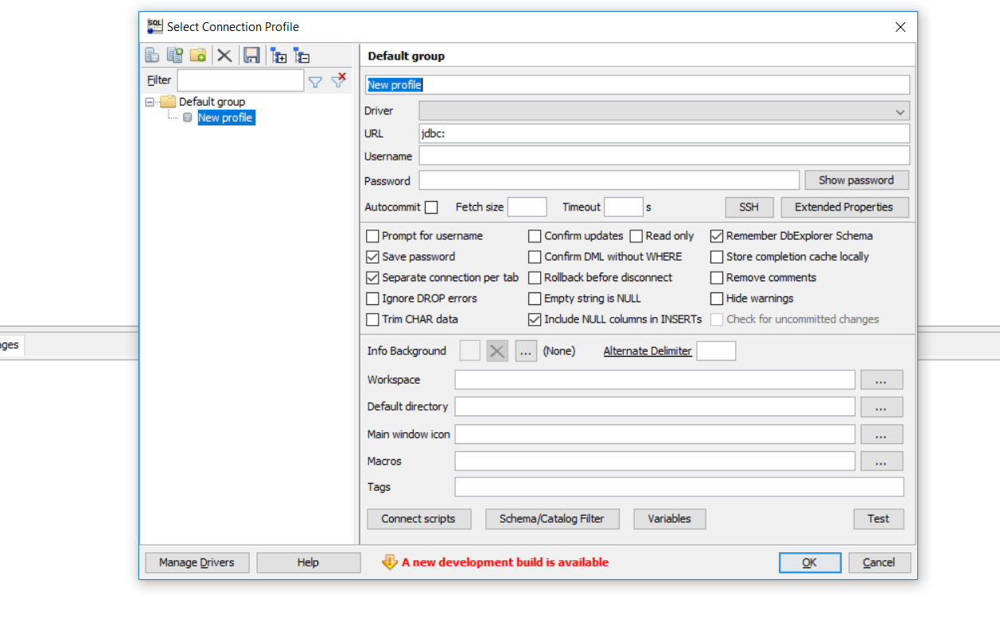 SQL Select Connection Profile
Default group
Filter
New profile
Default group
New profile
Driver
URL jdbc:
Username
Password Show password
Autocommit Fetch size Timeout s SSH Extended Properties
Prompt for username Confirm updates Read only Remember DbExplorer Schema
Save password Confirm DML without WHERE Store completion cache locally
Separate connection per tab Rollback before disconnect Remove comments
Ignore DROP errors Empty string is NULL Hide warnings
Trim CHAR data Include NULL columns in INSERTs Check for uncommitted changes
Info Background ... (None) Alternate Delimiter
Workspace ...
Default directory ...
Main window icon ...
Macros ...
Tags
Connect scripts Schema/Catalog Filter Variables Test
Manage Drivers Help A new development build is available OK Cancel